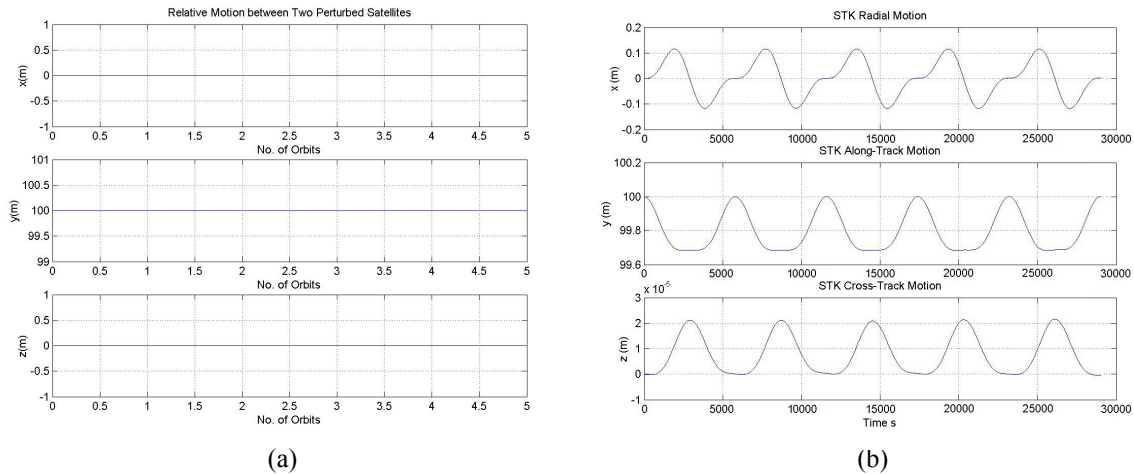 Relative Motion between Two Perturbed Satellites
1
0.5
0
-0.5
-1
x(m)
0 0.5 1 1.5 2 2.5 3 3.5 4 4.5 5
No. of Orbits
101
100.5
100
99.5
99
y(m)
0 0.5 1 1.5 2 2.5 3 3.5 4 4.5 5
No. of Orbits
1
0.5
0
-0.5
-1
z(m)
0 0.5 1 1.5 2 2.5 3 3.5 4 4.5 5
No. of Orbits
(a)
STK Radial Motion
0.2
0.1
0
-0.1
-0.2
x (m)
0 5000 10000 15000 20000 25000 30000
STK Along-Track Motion
100.2
100
99.8
99.6
y (m)
0 5000 10000 15000 20000 25000 30000
x 10-5
STK Cross-Track Motion
3
2
1
0
-1
z (m)
0 5000 10000 15000 20000 25000 30000
Time s
(b)